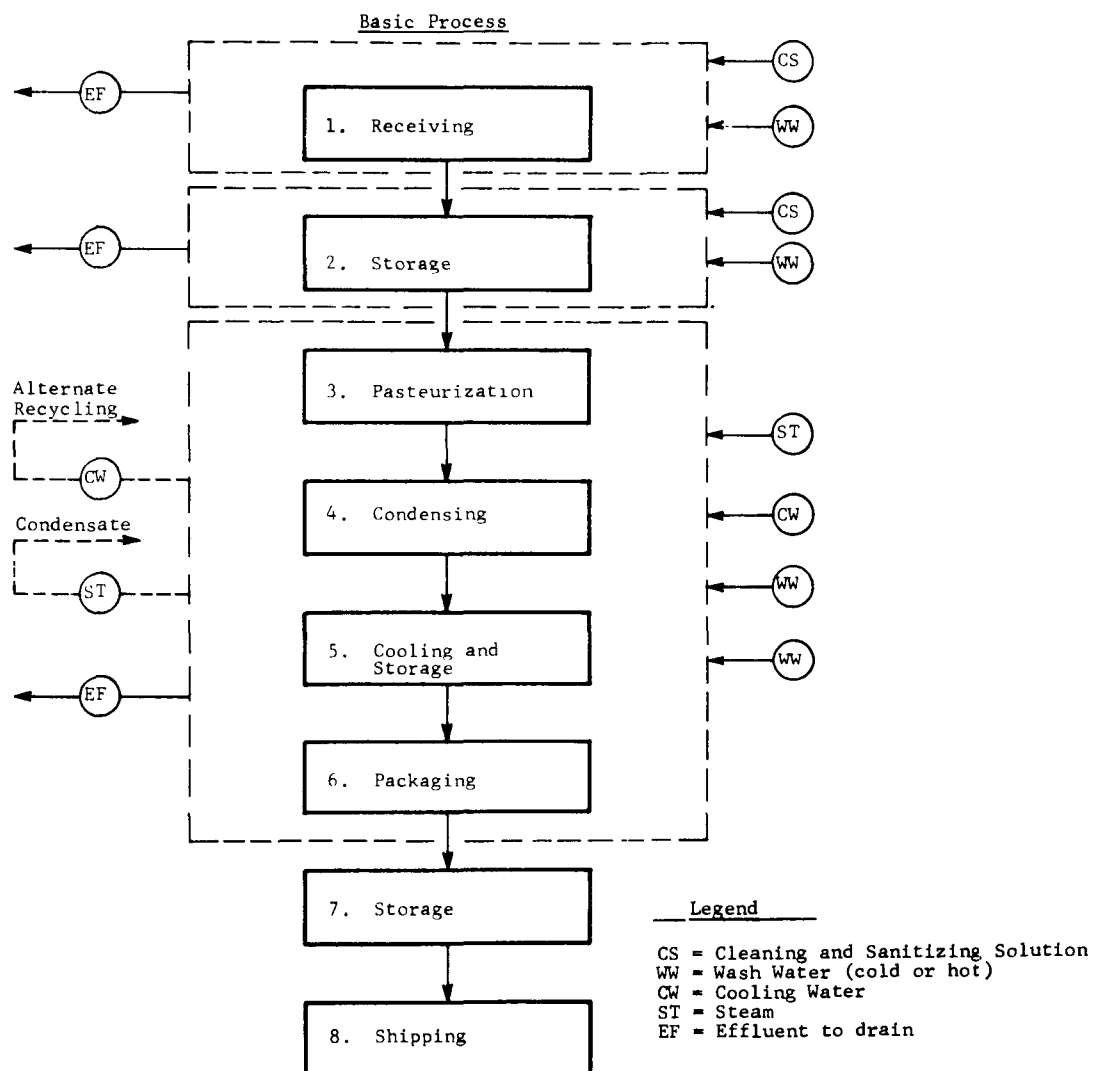 Basic Process
CS
EF
1. Receiving
WW
CS
EF
2. Storage
WW
3. Pasteurization
Alternate
Recycling
ST
CW
4. Condensing
CW
Condensate
ST
WW
5. Cooling and
Storage
WW
EF
6. Packaging
7. Storage
Legend
CS = Cleaning and Sanitizing Solution
WW = Wash Water (cold or hot)
CW = Cooling Water
ST = Steam
EF = Effluent to drain
8. Shipping